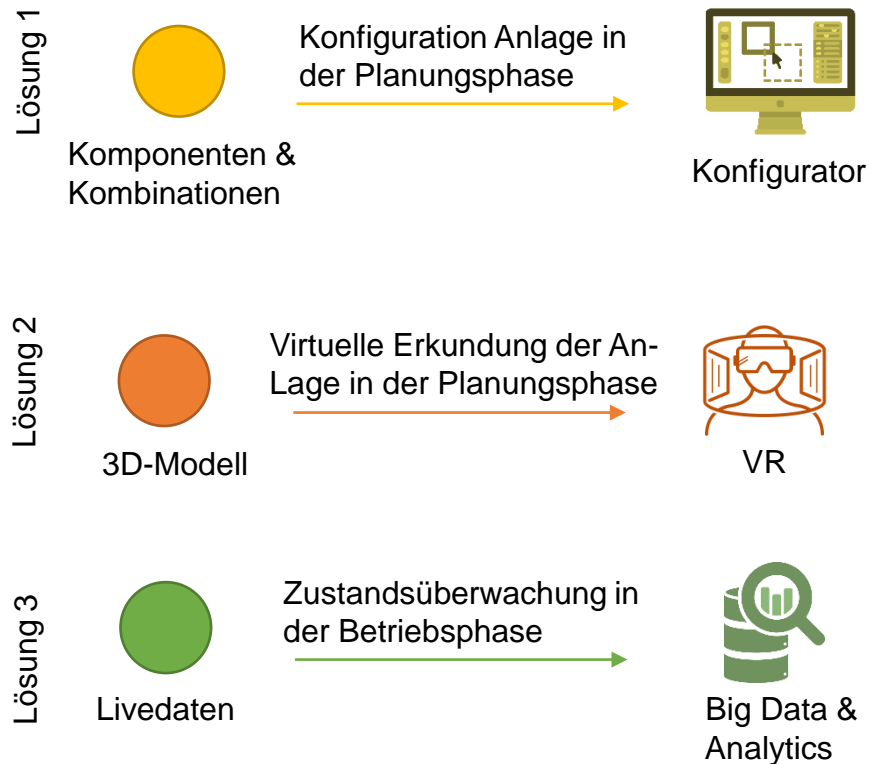 Lösung 1
Konfiguration Anlage in
der Planungsphase
Komponenten &
Kombinationen
Konfigurator
Lösung 2
Virtuelle Erkundung der An-
Lage in der Planungsphase
3D-Modell
VR
Lösung 3
Zustandsüberwachung in
der Betriebsphase
Livedaten
Big Data &
Analytics